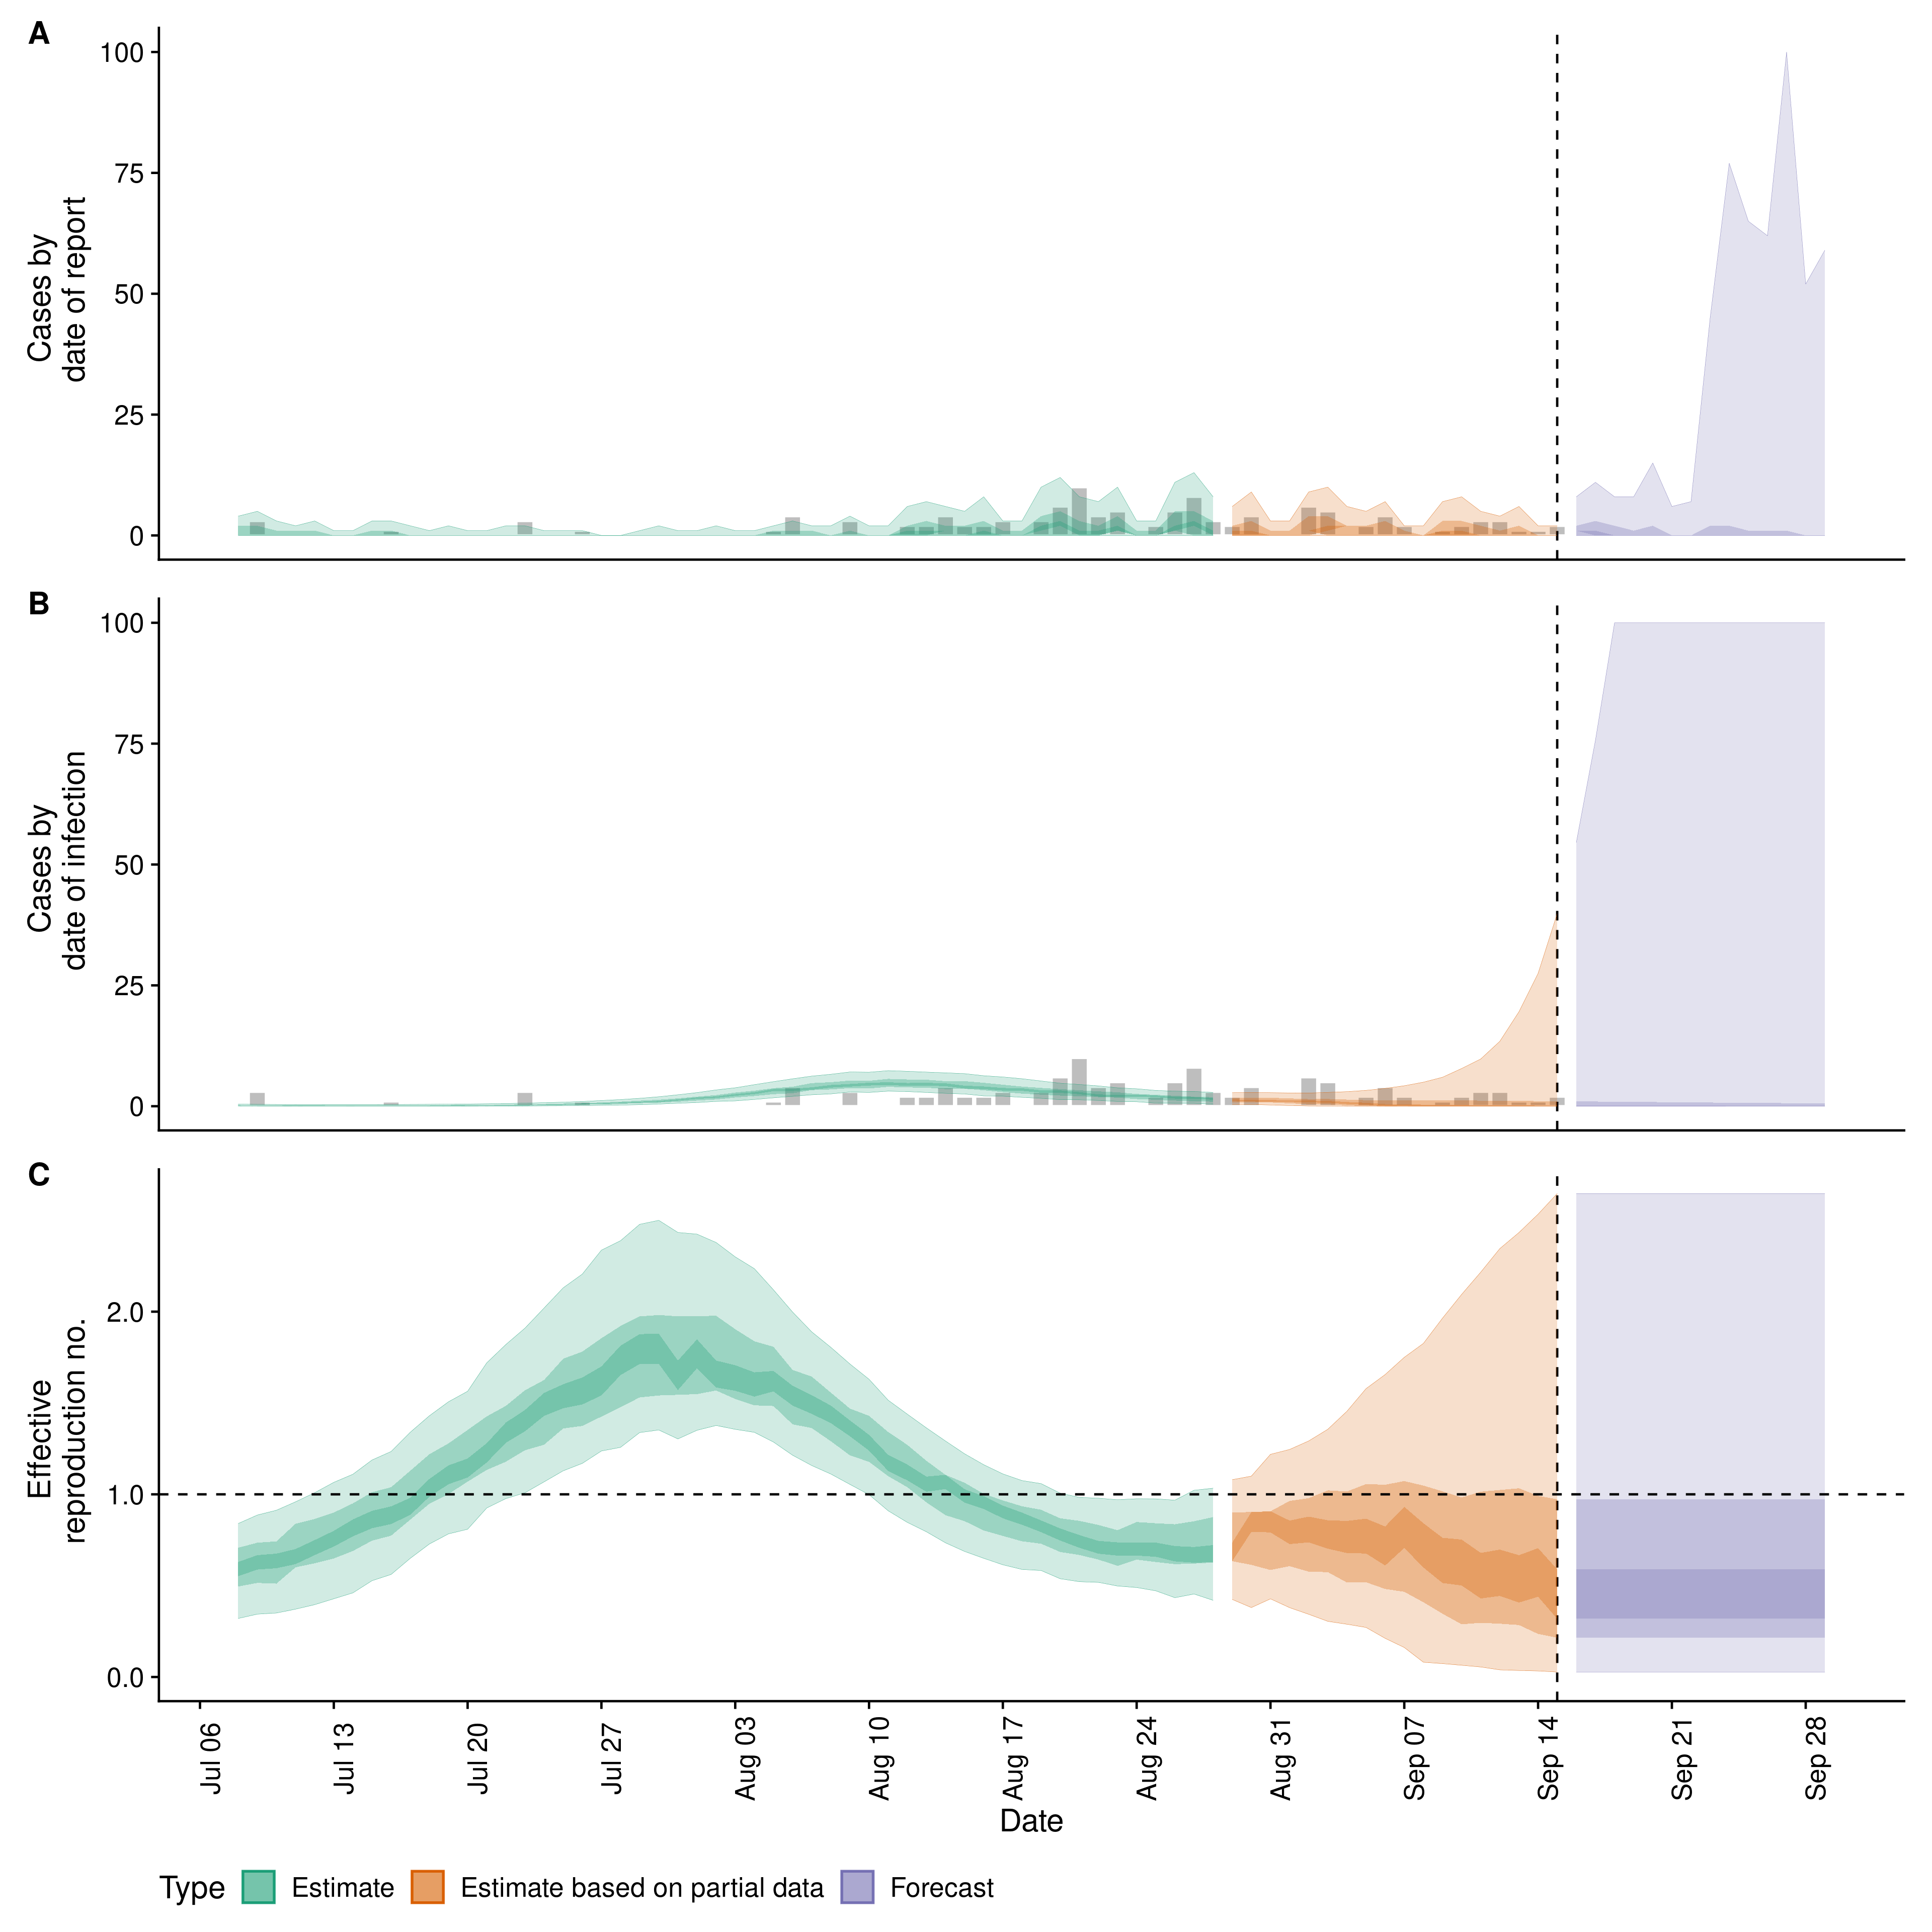 A
100
75
50
25
0
Cases by
date of report
B
100
75
50
25
0
Cases by
date of infection
C
2.0
1.0
0.0
Effective
reproduction no.
Jul 06
Jul 13
Jul 20
Jul 27
Aug 03
Aug 10
Aug 17
Aug 24
Aug 31
Sep 07
Sep 14
Sep 21
Sep 28
Date
Type Estimate Estimate based on partial data Forecast